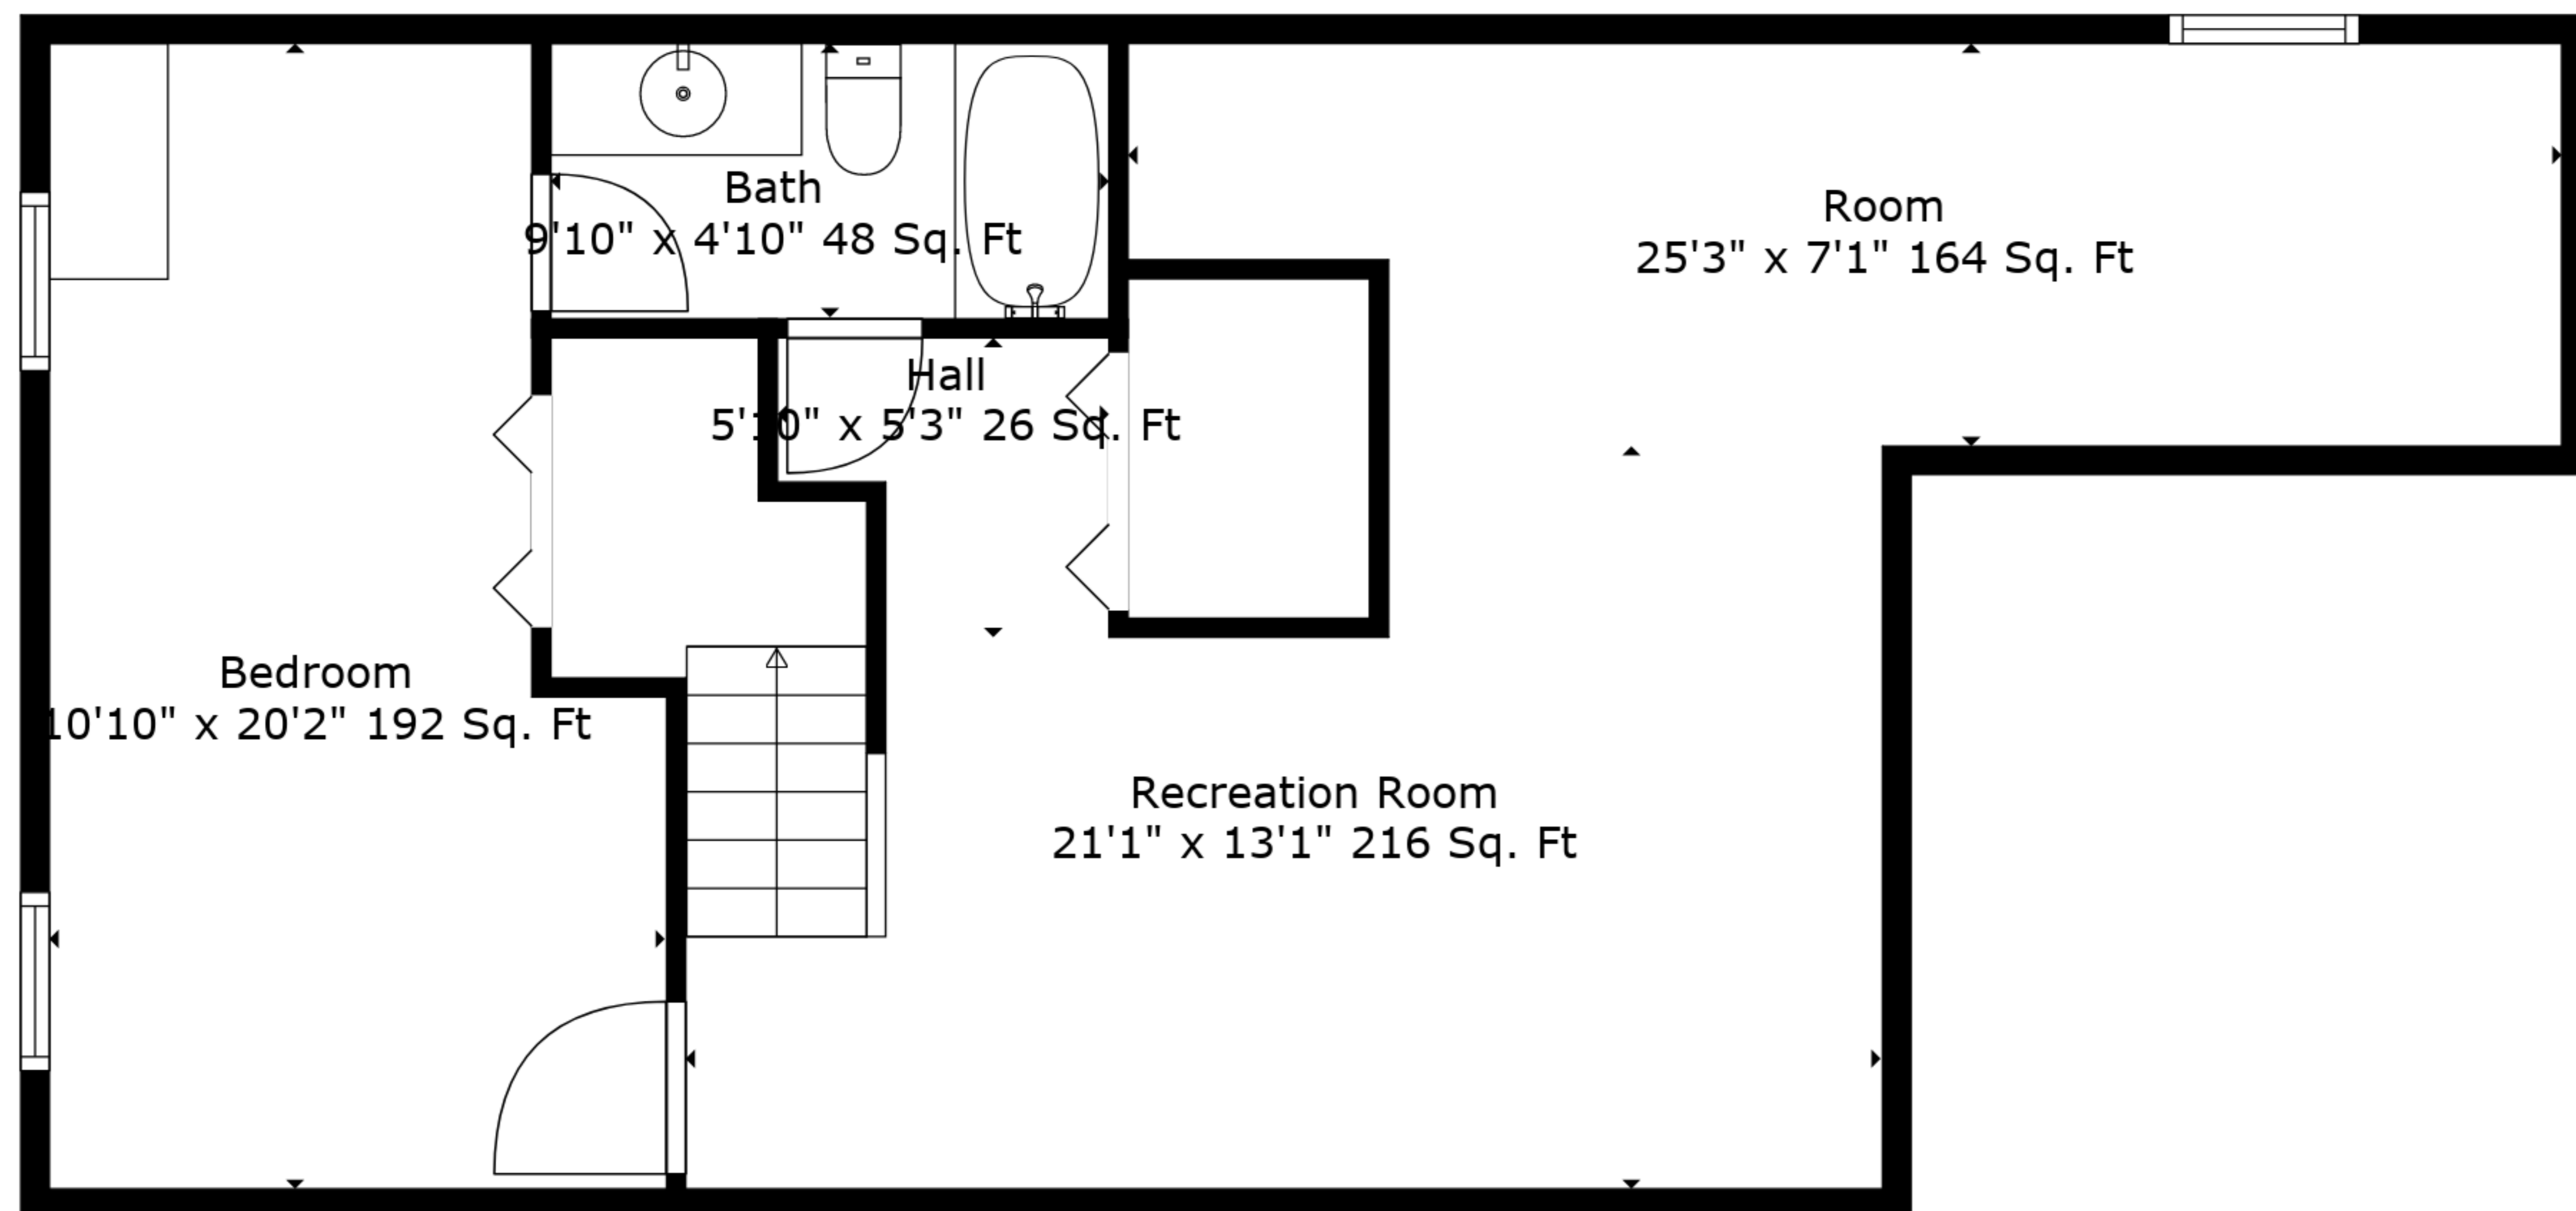 Bath
9'10" x 4'10" 48 Sq. Ft
Room
25'3" x 7'1" 164 Sq. Ft
Hall
5'10" x 5'3" 26 Sq. Ft
Bedroom
10'10" x 20'2" 192 Sq. Ft
Recreation Room
21'1" x 13'1" 216 Sq. Ft